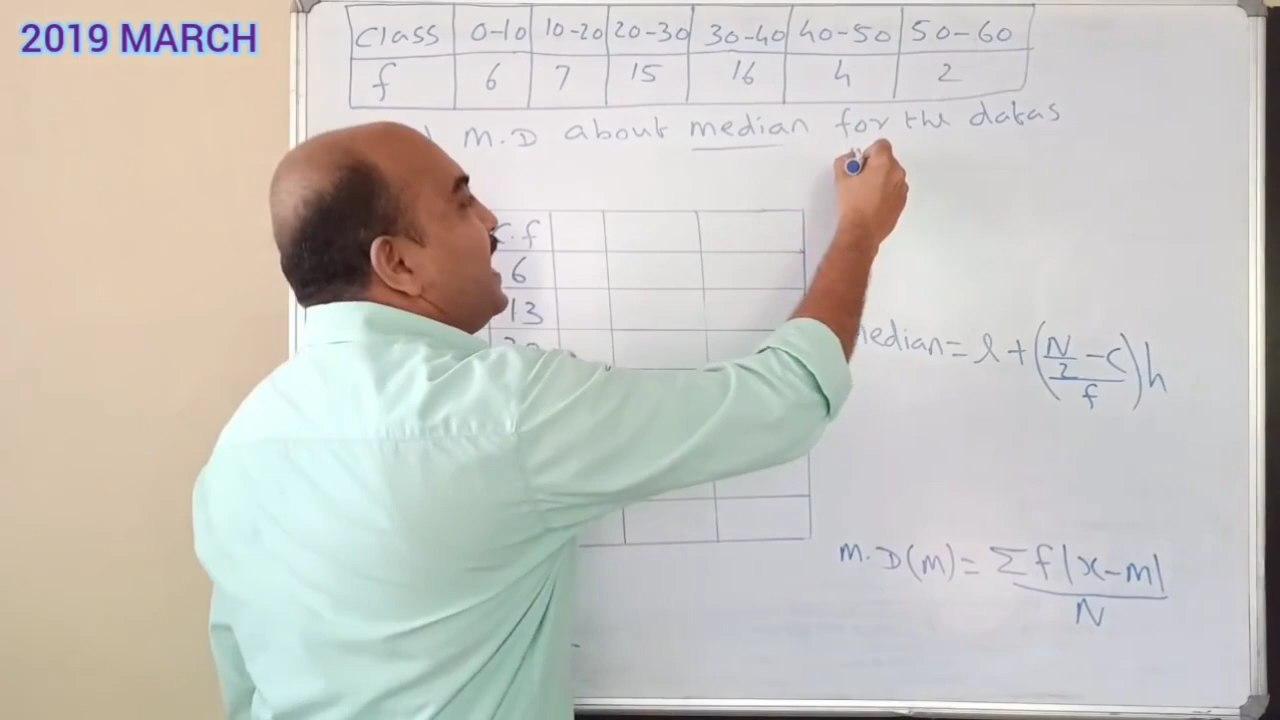 2019 MARCH
Class 0-10 10-20 20-30 30-40 40-50 50-60
f 6 7 15 16 4 2
M.D about median for the datas
C.f
6
13
median = l + (N/2 - C / f) h
M.D(m) = Σf|x-m| / N